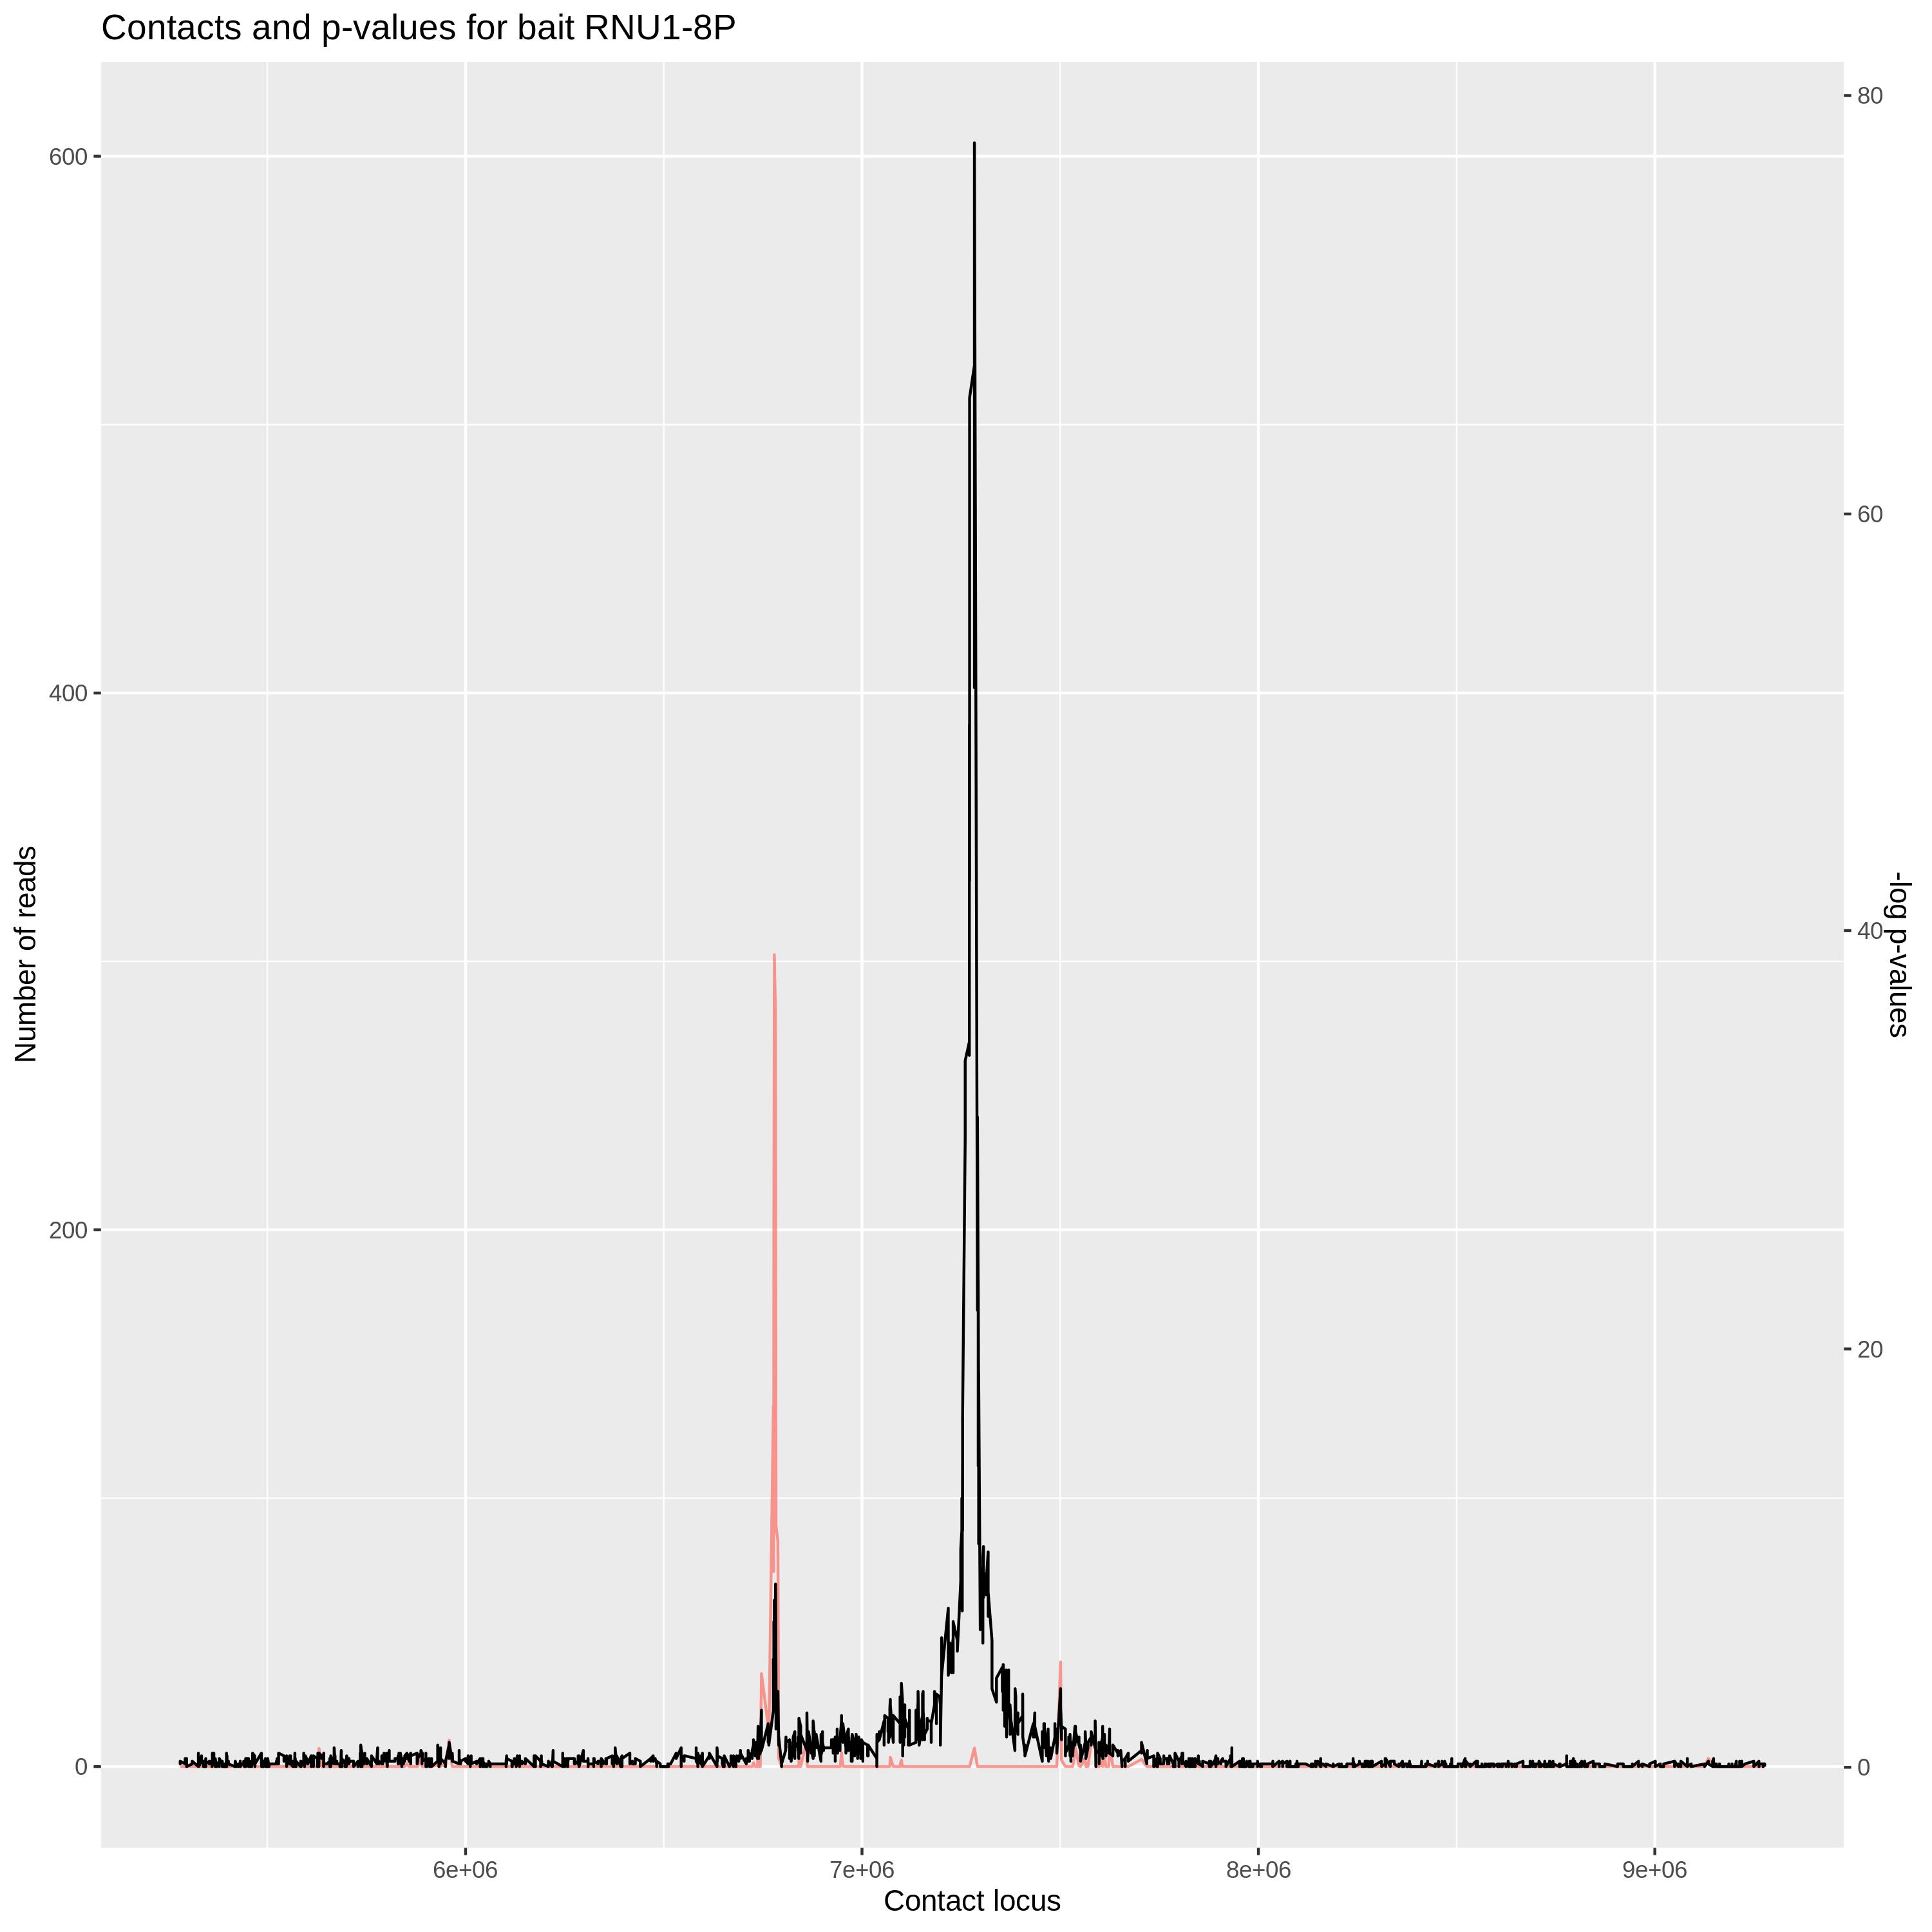 Contacts and p-values for bait RNU1-8P
600
400
200
0
80
60
40
20
0
Number of reads
-log p-values
6e+06
7e+06
8e+06
9e+06
Contact locus